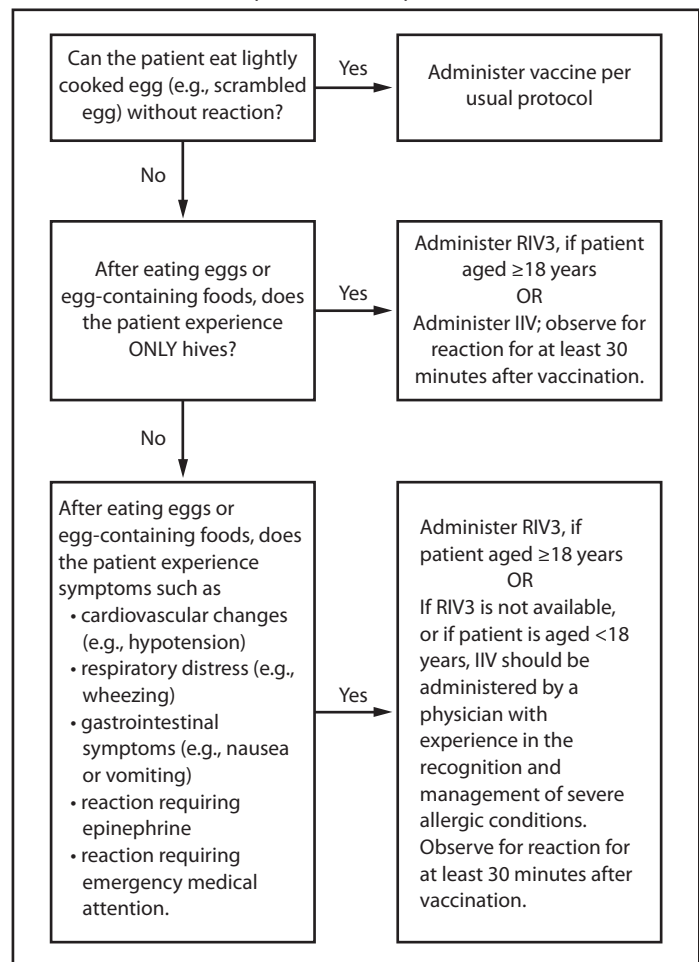 Can the patient eat lightly
cooked egg (e.g., scrambled
egg) without reaction?
Yes
Administer vaccine per
usual protocol
No
After eating eggs or
egg-containing foods, does
the patient experience
ONLY hives?
Yes
Administer RIV3, if patient
aged ≥18 years
OR
Administer IIV; observe for
reaction for at least 30
minutes after vaccination.
No
After eating eggs or
egg-containing foods, does
the patient experience
symptoms such as
• cardiovascular changes
(e.g., hypotension)
• respiratory distress (e.g.,
wheezing)
• gastrointestinal
symptoms (e.g., nausea
or vomiting)
• reaction requiring
epinephrine
• reaction requiring
emergency medical
attention.
Yes
Administer RIV3, if
patient aged ≥18 years
OR
If RIV3 is not available,
or if patient is aged <18
years, IIV should be
administered by a
physician with
experience in the
recognition and
management of severe
allergic conditions.
Observe for reaction for
at least 30 minutes after
vaccination.